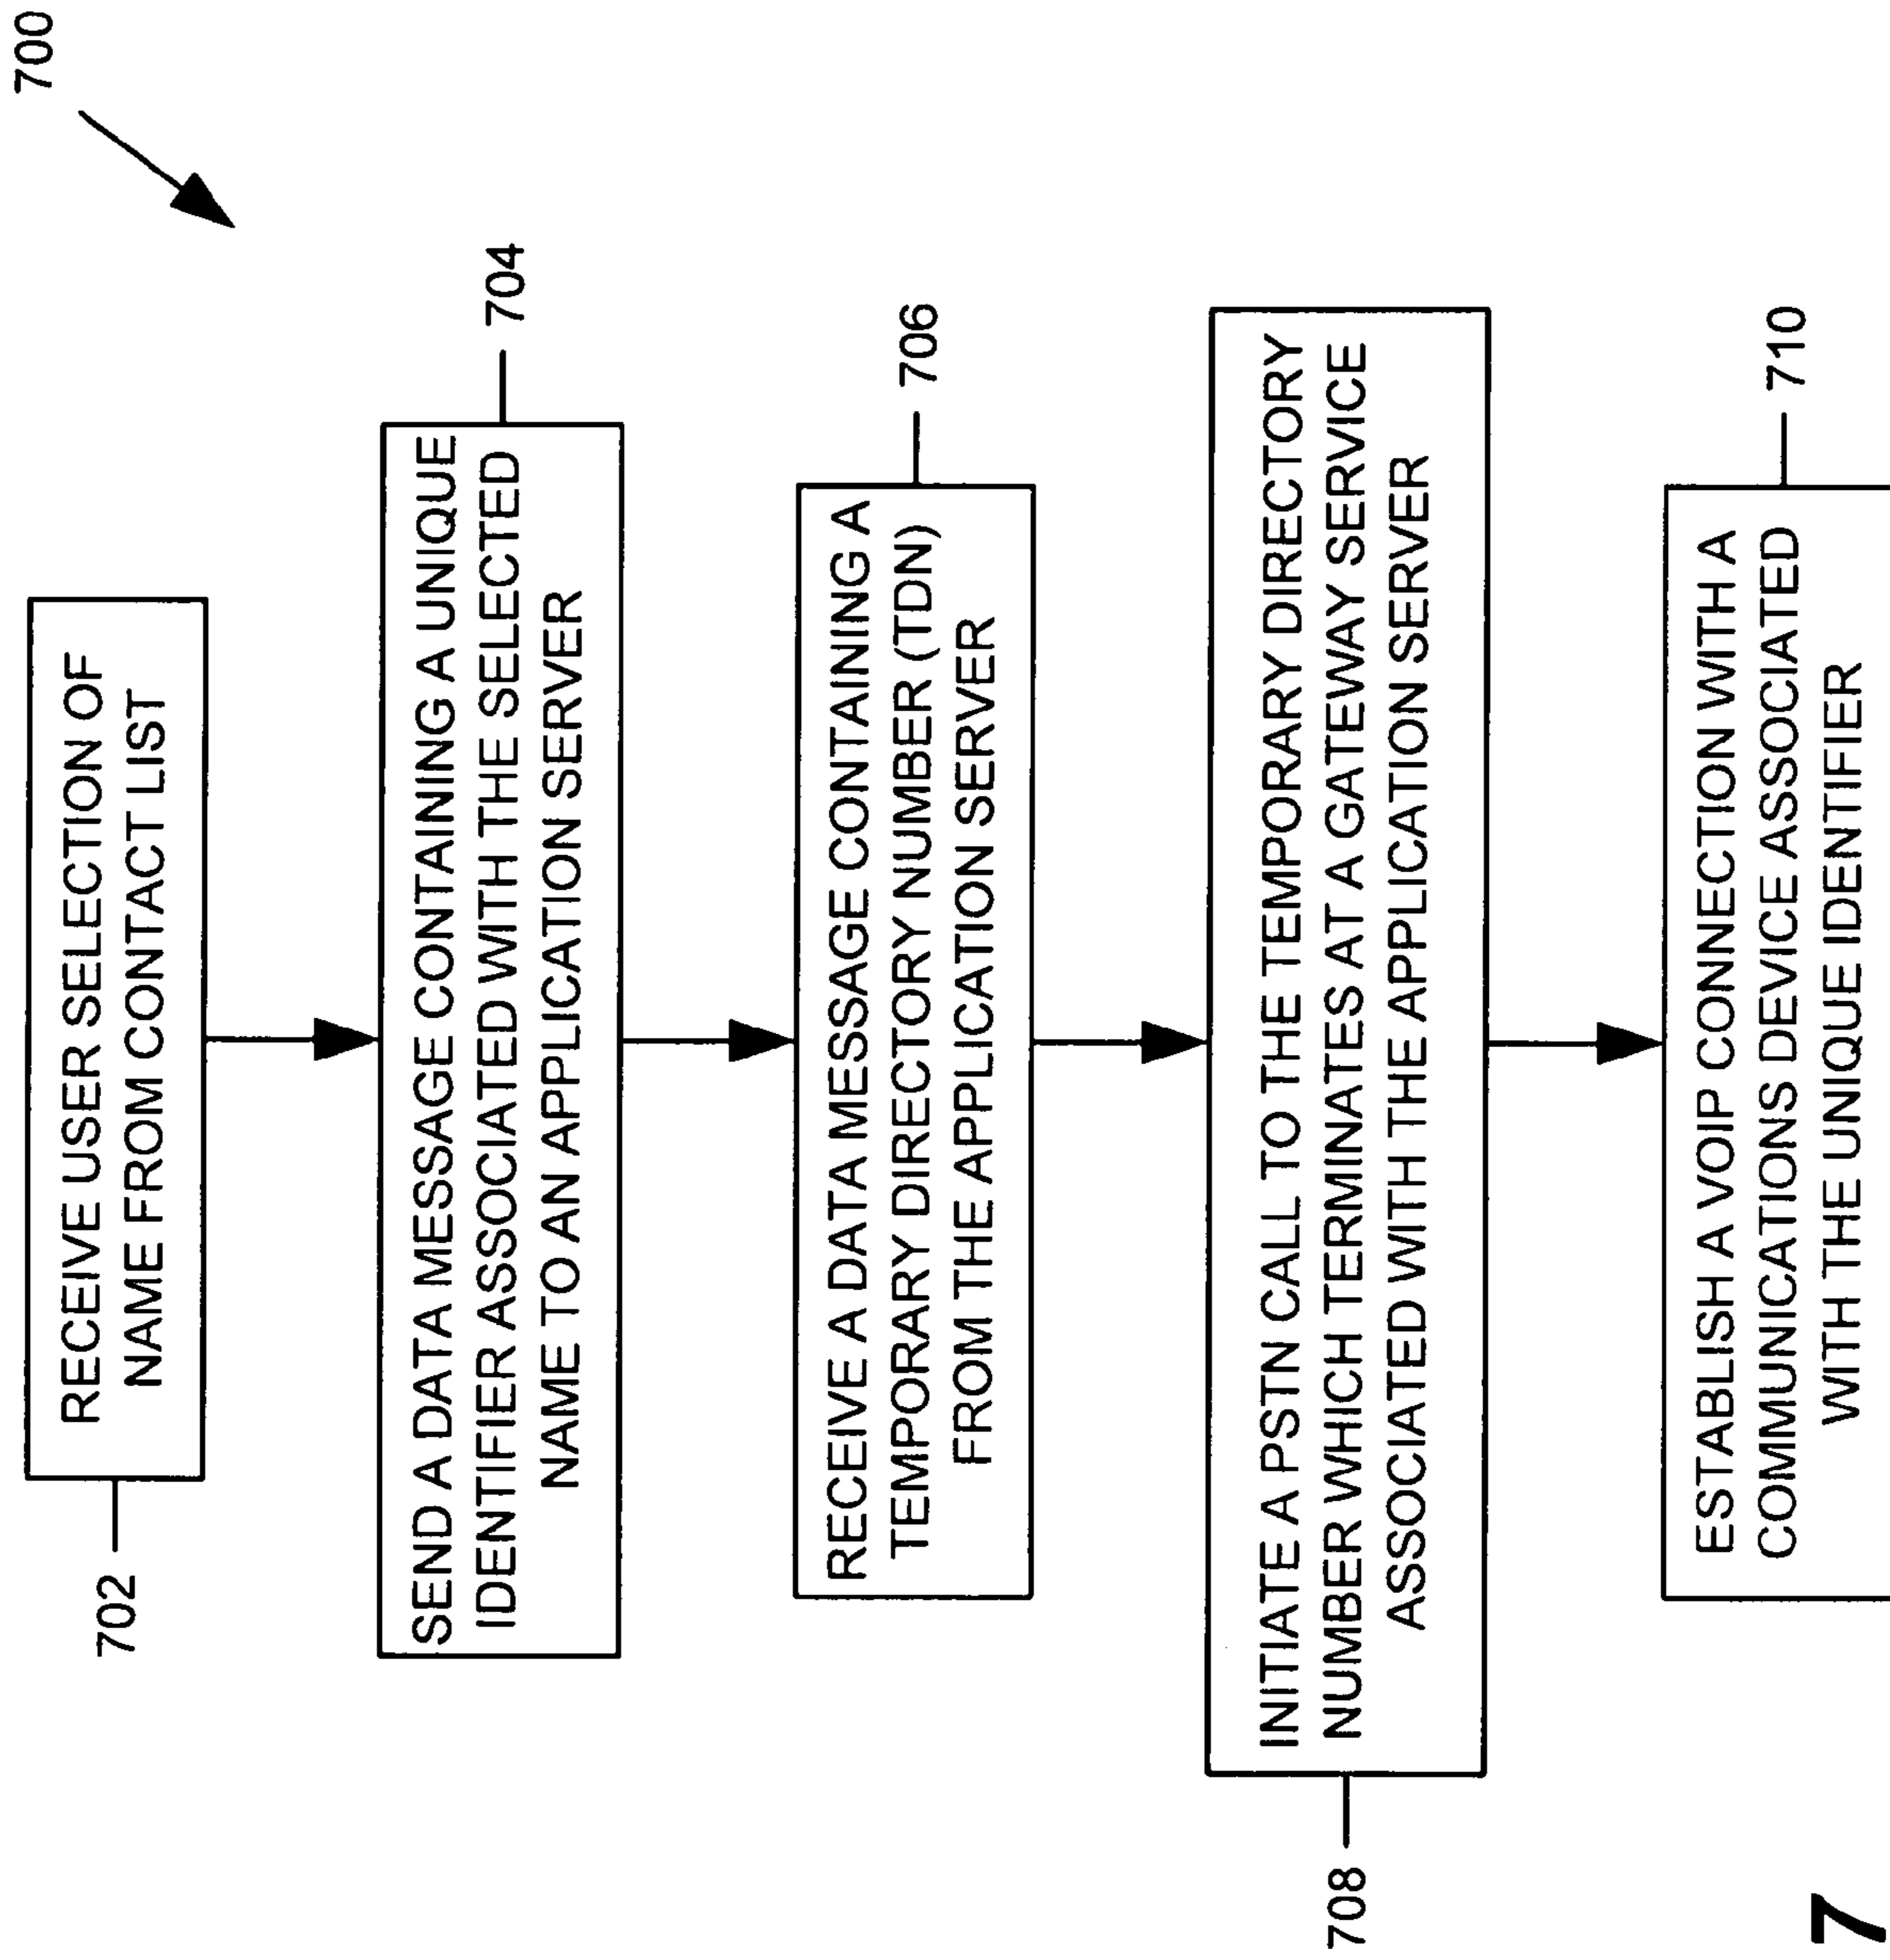 700
RECEIVE USER SELECTION OF
NAME FROM CONTACT LIST
702
SEND A DATA MESSAGE CONTAINING A UNIQUE
IDENTIFIER ASSOCIATED WITH THE SELECTED
NAME TO AN APPLICATION SERVER
704
RECEIVE A DATA MESSAGE CONTAINING A
TEMPORARY DIRECTORY NUMBER (TDN)
FROM THE APPLICATION SERVER
706
INITIATE A PSTN CALL TO THE TEMPORARY DIRECTORY
NUMBER WHICH TERMINATES AT A GATEWAY SERVICE
ASSOCIATED WITH THE APPLICATION SERVER
708
ESTABLISH A VOIP CONNECTION WITH A
COMMUNICATIONS DEVICE ASSOCIATED
WITH THE UNIQUE IDENTIFIER
710
7